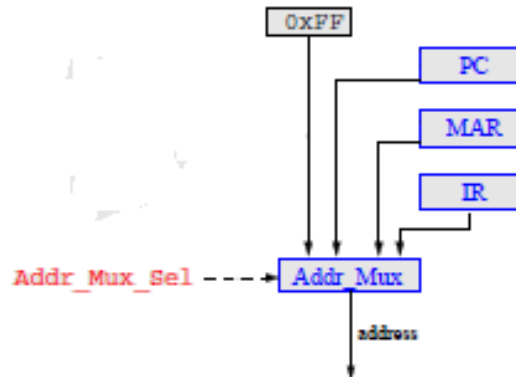 0xFF
PC
MAR
IR
Addr_Mux_Sel
Addr_Mux
address